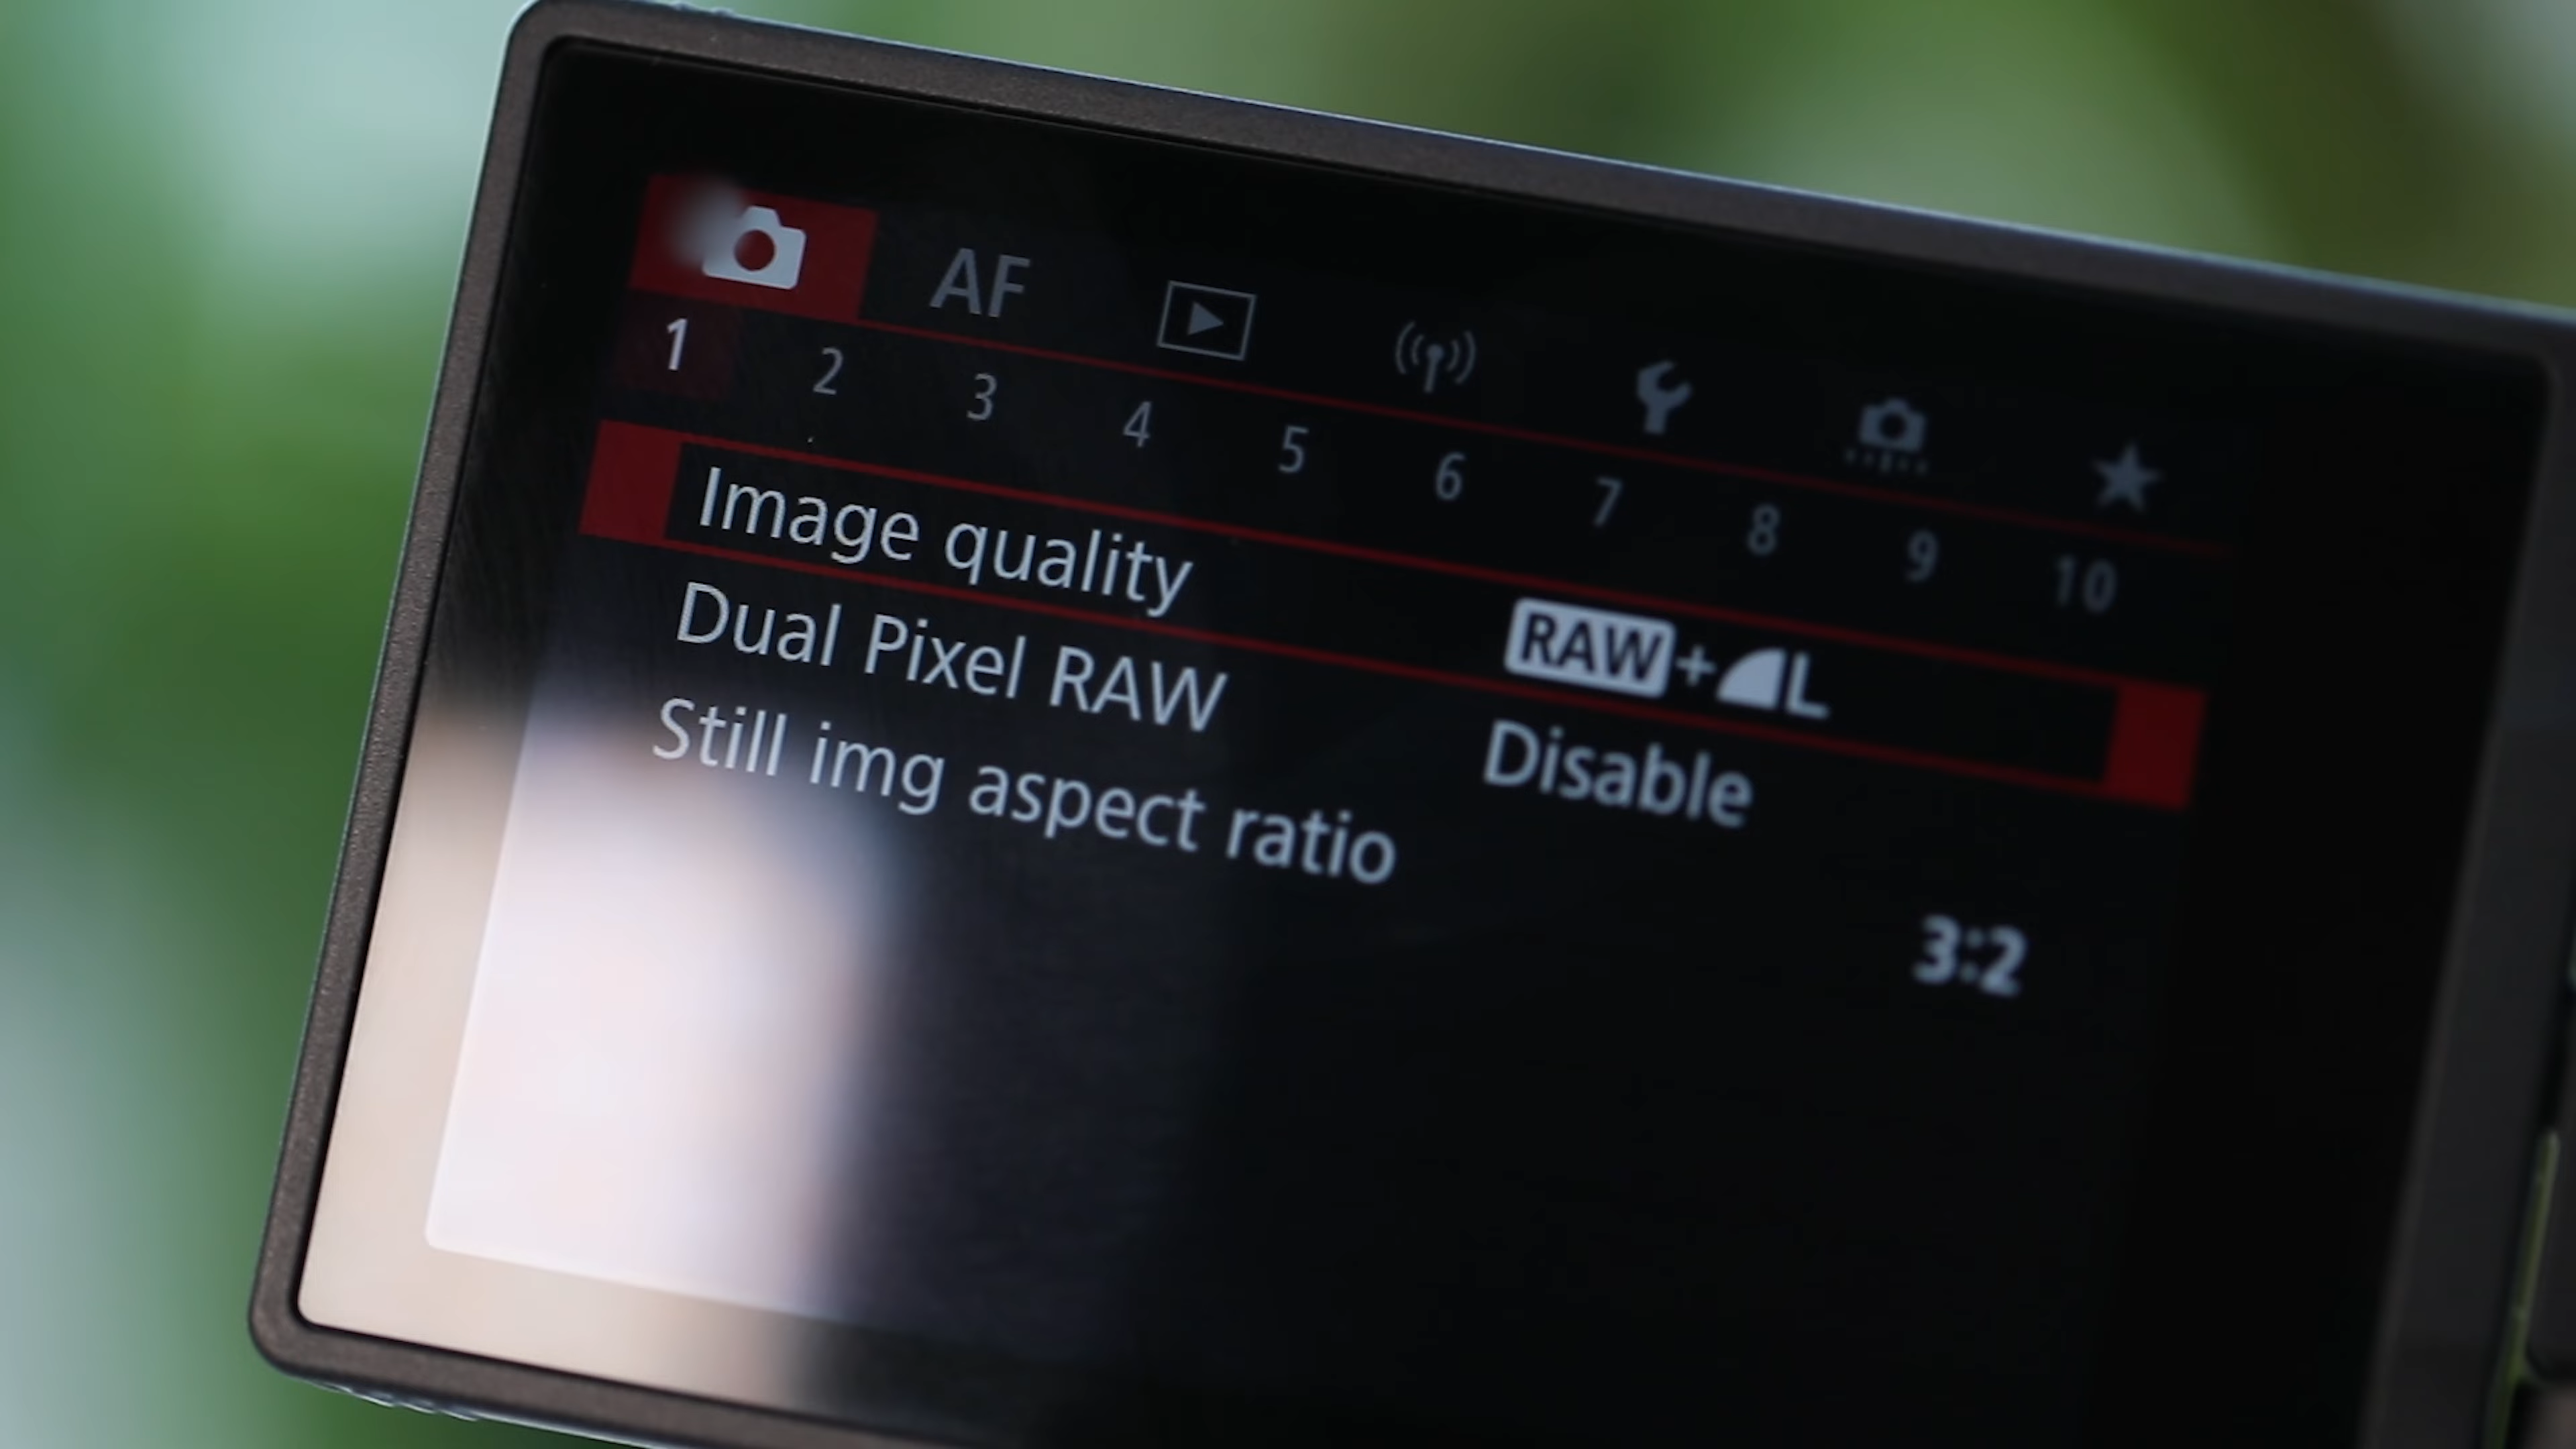 AF
1 2 3 4 5 6 7 8 9 10
Image quality RAW+L
Dual Pixel RAW Disable
Still img aspect ratio 3:2